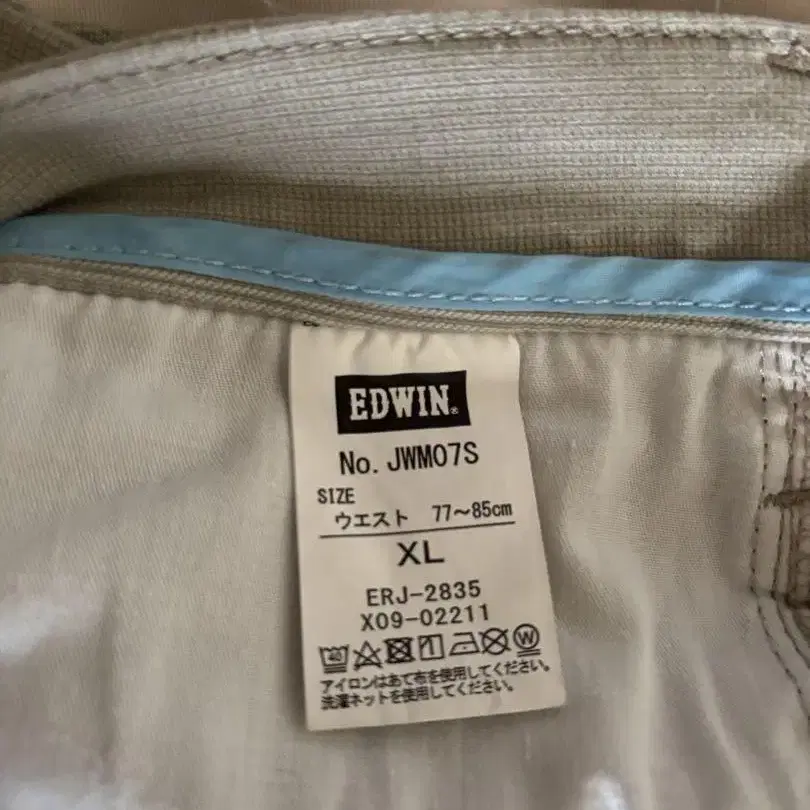 EDWIN®
No. JWM07S
SIZE
ウエスト 77～85cm
XL
ERJ-2835
X09-02211
40 W
アイロンはあて布を使用してください。
洗濯ネットを使用してください。